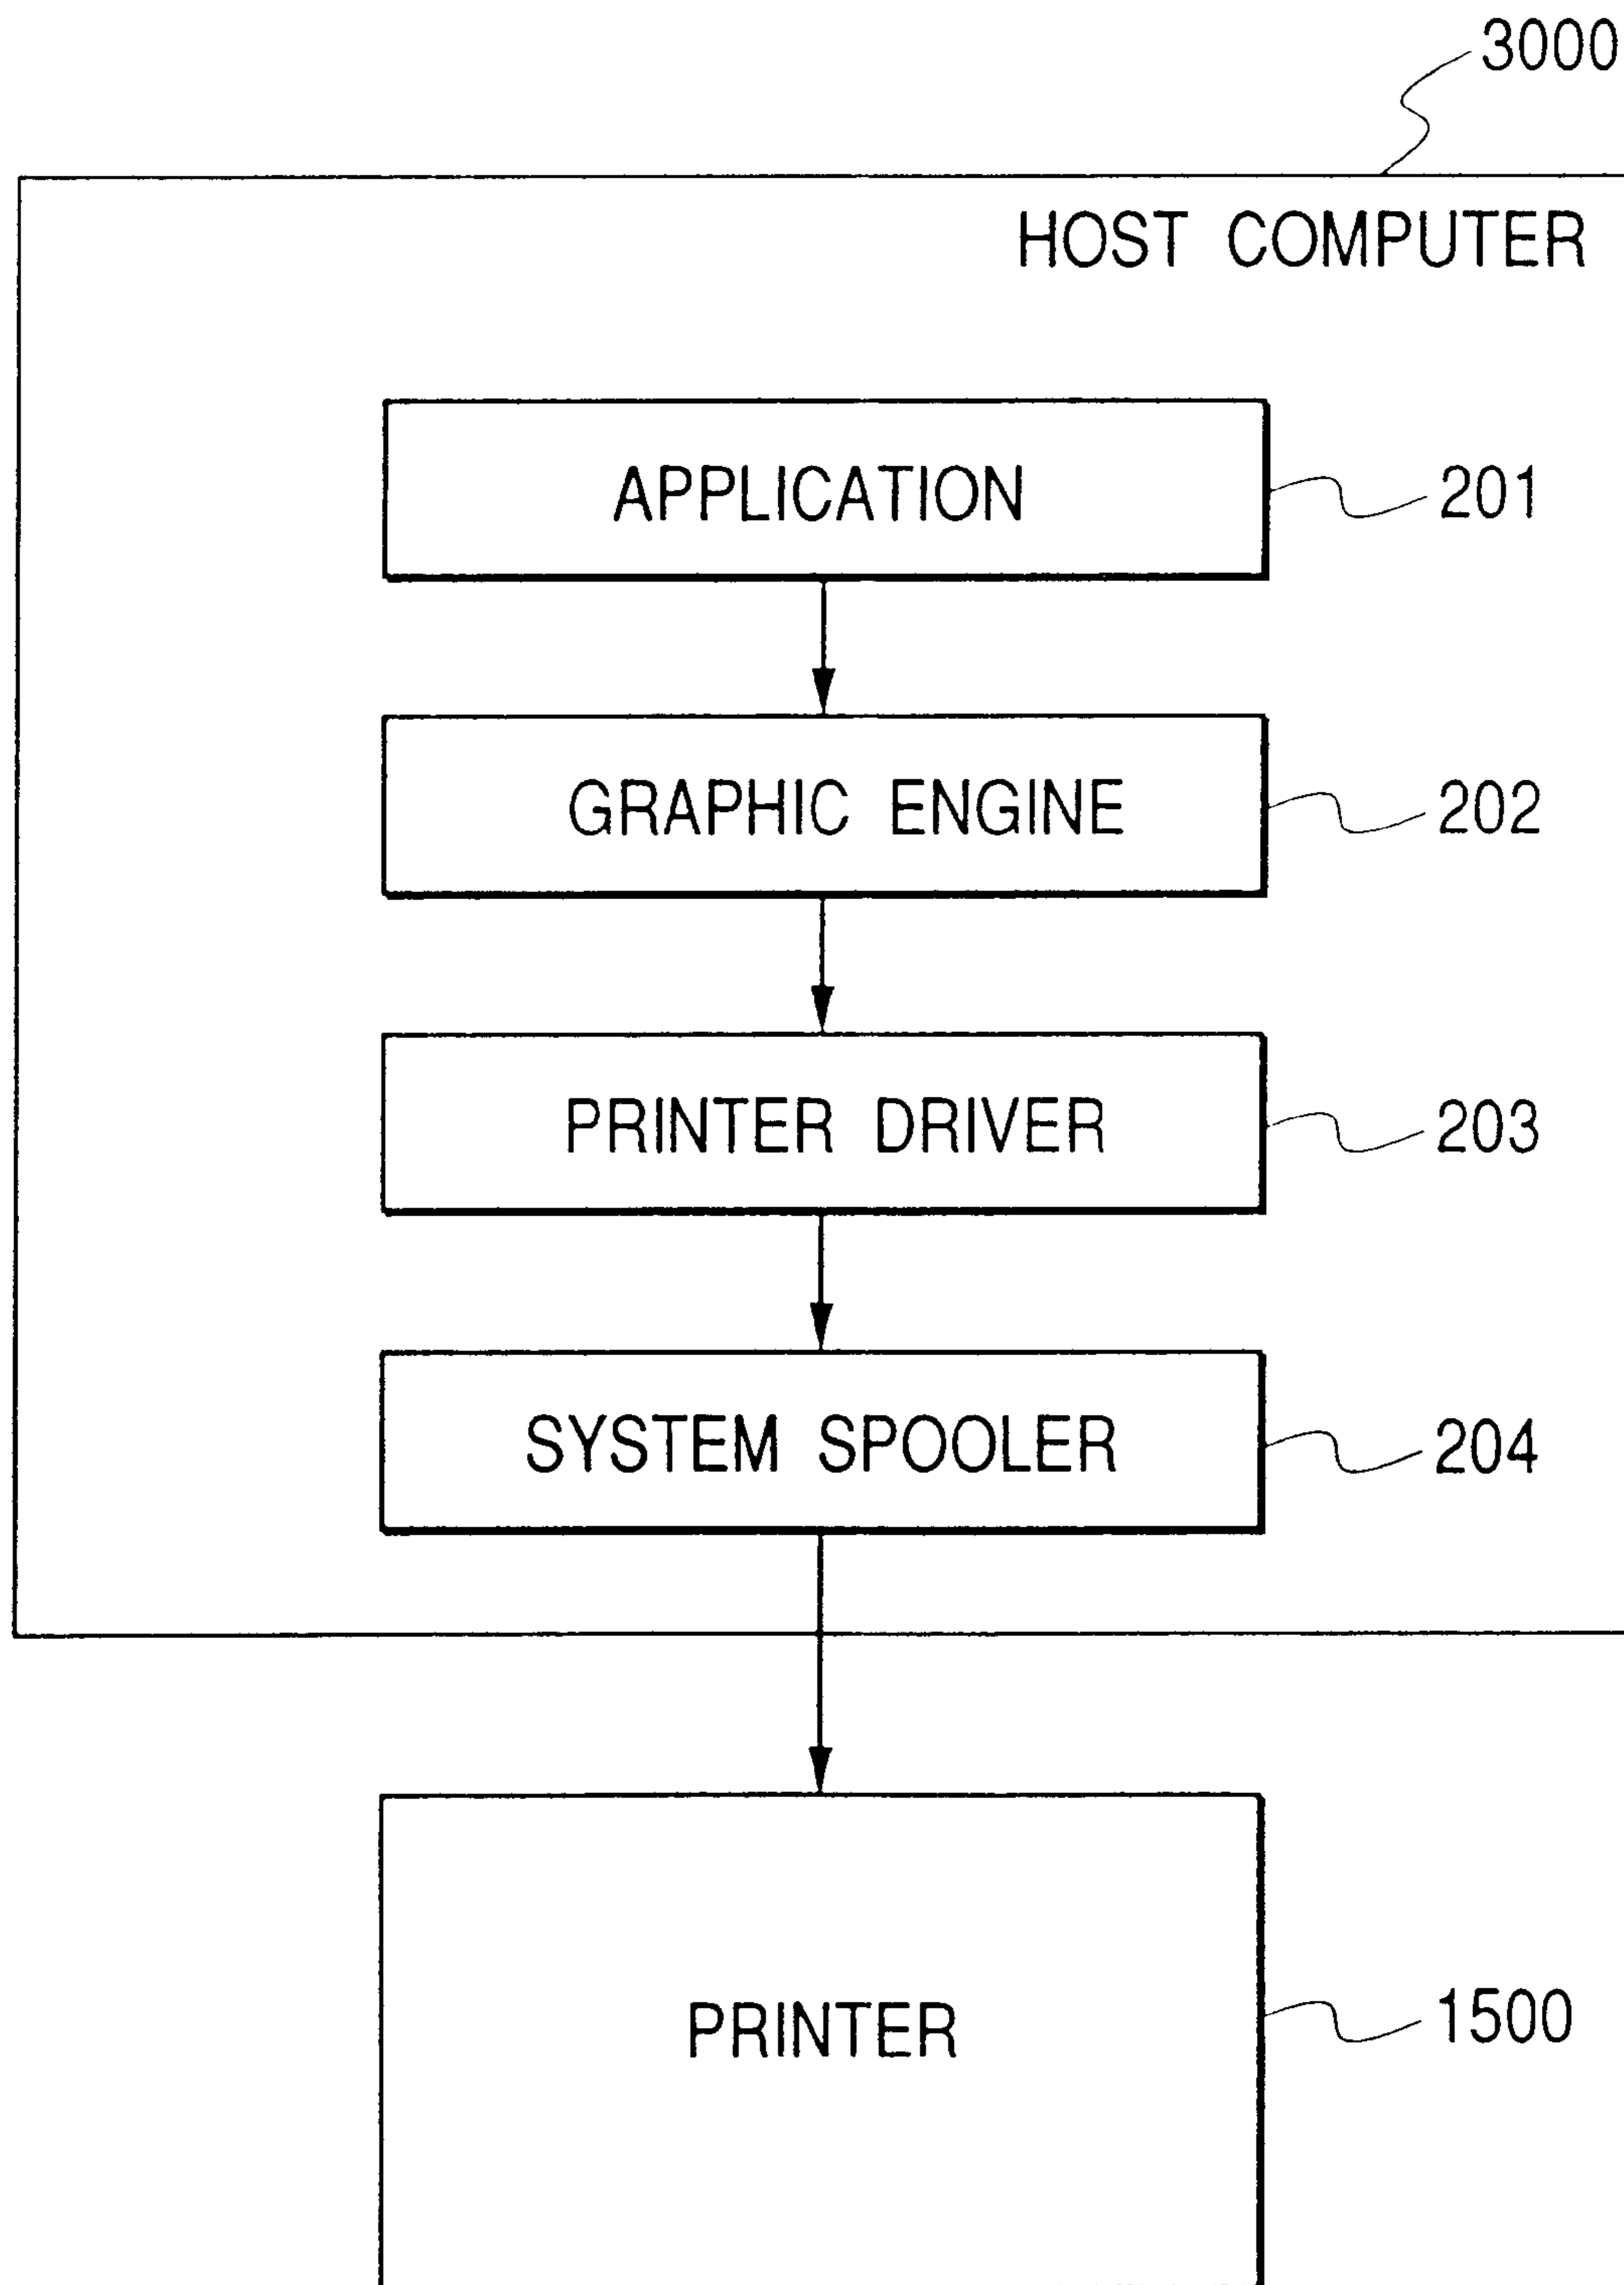 3000
HOST COMPUTER
APPLICATION
201
GRAPHIC ENGINE
202
PRINTER DRIVER
203
SYSTEM SPOOLER
204
PRINTER
1500